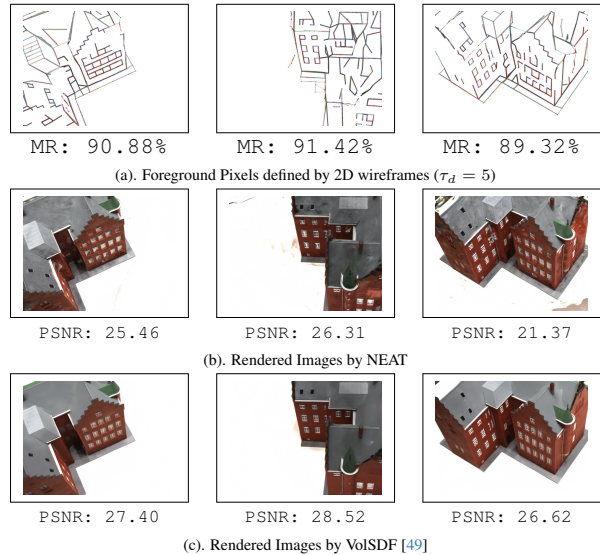 MR: 90.88% MR: 91.42% MR: 89.32%
(a). Foreground Pixels defined by 2D wireframes (τd = 5)
PSNR: 25.46 PSNR: 26.31 PSNR: 21.37
(b). Rendered Images by NEAT
PSNR: 27.40 PSNR: 28.52 PSNR: 26.62
(c). Rendered Images by VolSDF [49]